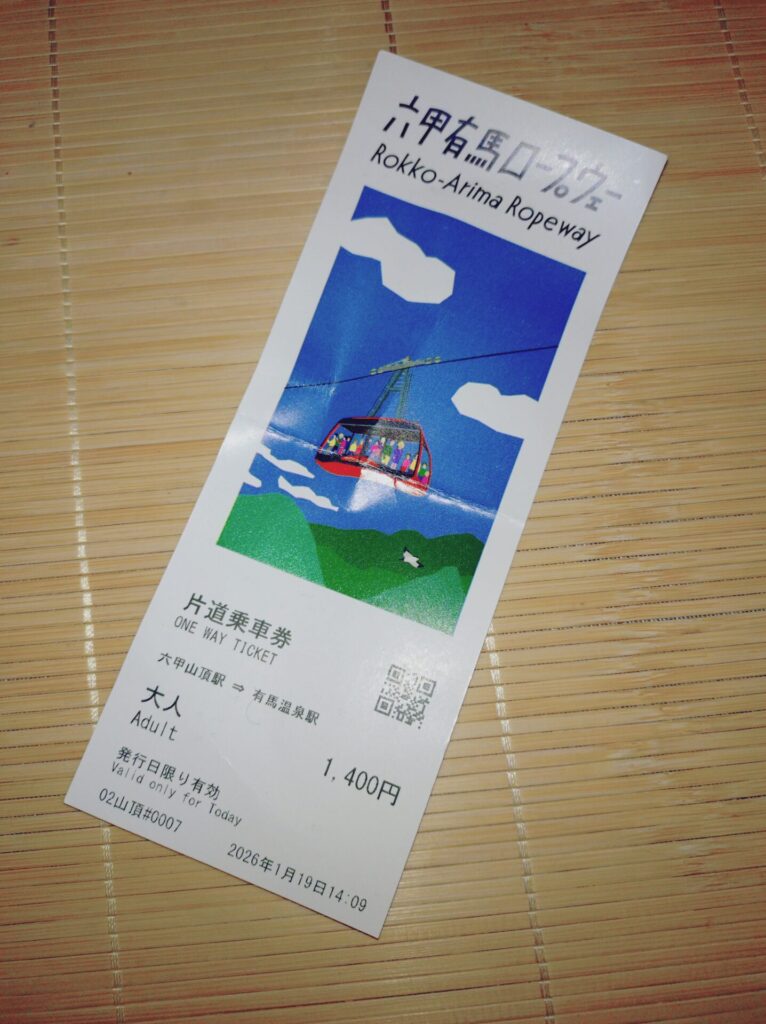 六甲有馬ロープウェー
Rokko-Arima Ropeway
片道乗車券
ONE WAY TICKET
六甲山頂駅 ⇒ 有馬温泉駅
大人
Adult
1,400円
発行日限り有効
Valid only for Today
02山頂#0007
2026年1月19日14:09